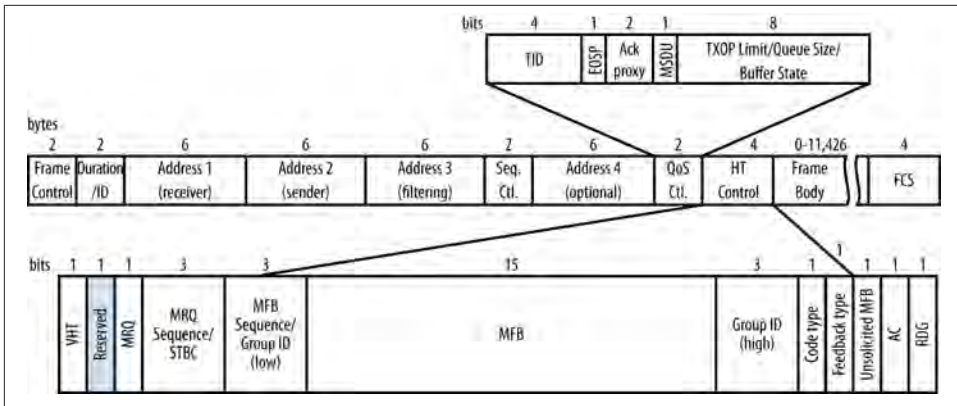 bits 4 1 2 1 8
TID EOSP Ack proxy MSDU TXOP Limit/Queue Size/ Buffer State
bytes
2 2 6 6 6 2 6 2 4 0-11,426 4
Frame Control Duration /ID Address 1 (receiver) Address 2 (sender) Address 3 (filtering) Seq. Ctl. Address 4 (optional) QoS Ctl. HT Control Frame Body FCS
bits 1 1 1 3 3 15 3 1 1 1 1 1
VHT Reserved MRQ MRQ Sequence/ STBC MFB Sequence/ Group ID (low) MFB Group ID (high) Code type Feedback type Unsolicited MFB AC RDG